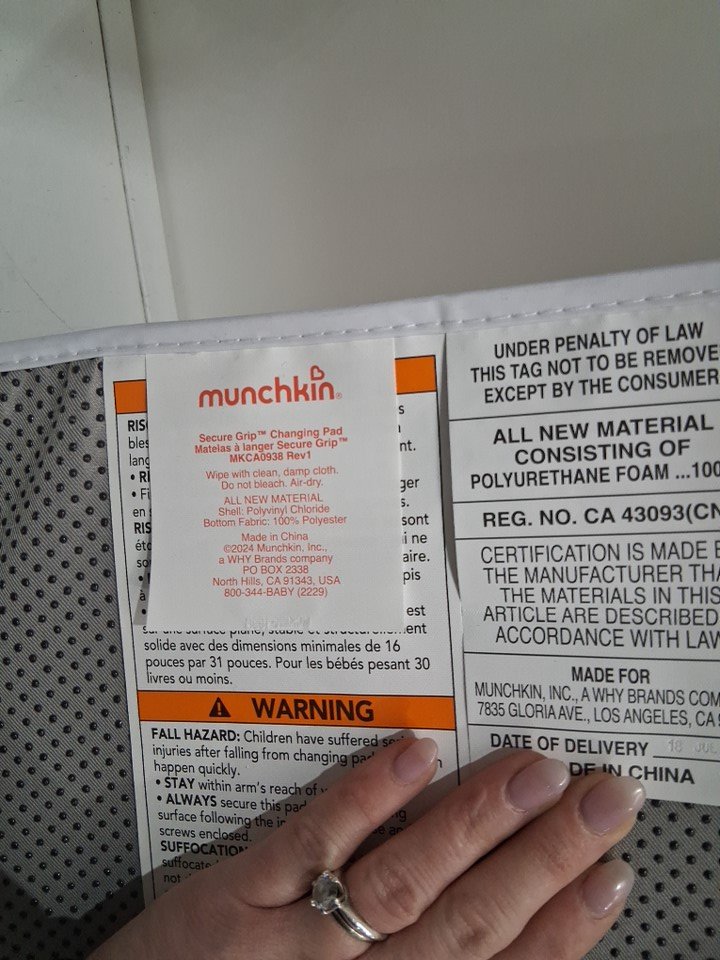 munchkin®
Secure Grip™ Changing Pad
Matelas à langer Secure Grip™
MKCA0938 Rev1
Wipe with clean, damp cloth.
Do not bleach. Air-dry.
ALL NEW MATERIAL
Shell: Polyvinyl Chloride
Bottom Fabric: 100% Polyester
Made in China
©2024 Munchkin, Inc.,
a WHY Brands company
PO BOX 2338
North Hills, CA 91343, USA
800-344-BABY (2229)
solide avec des dimensions minimales de 16
pouces par 31 pouces. Pour les bébés pesant 30
livres ou moins.
⚠ WARNING
FALL HAZARD: Children have suffered
injuries after falling from changing
happen quickly.
• STAY within arm's reach of
• ALWAYS secure this pad
surface following the
screws enclosed.
SUFFOCATION
suffocate
not
UNDER PENALTY OF LAW
THIS TAG NOT TO BE REMOVE
EXCEPT BY THE CONSUMER
ALL NEW MATERIAL
CONSISTING OF
POLYURETHANE FOAM ...100
REG. NO. CA 43093(CN
CERTIFICATION IS MADE B
THE MANUFACTURER THA
THE MATERIALS IN THIS
ARTICLE ARE DESCRIBED
ACCORDANCE WITH LAW
MADE FOR
MUNCHKIN, INC., A WHY BRANDS COM
7835 GLORIA AVE., LOS ANGELES, CA
DATE OF DELIVERY 18
DE IN CHINA